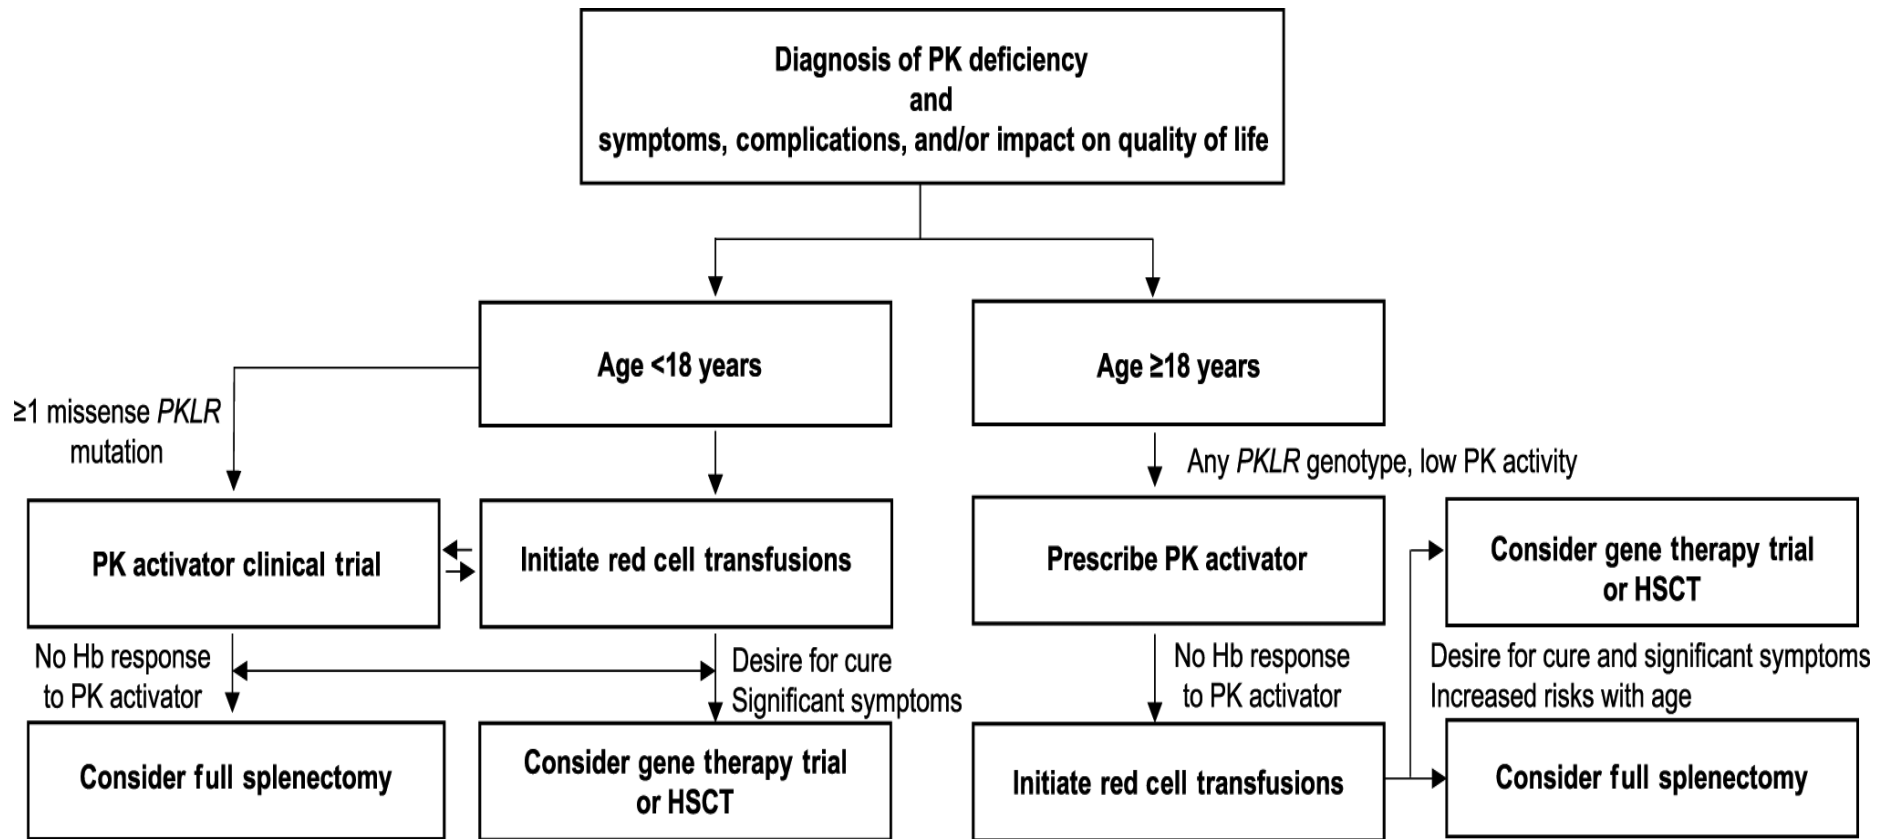 Diagnosis of PK deficiency
and
symptoms, complications, and/or impact on quality of life
Age <18 years
Age ≥18 years
≥1 missense PKLR
mutation
Any PKLR genotype, low PK activity
PK activator clinical trial
Initiate red cell transfusions
Prescribe PK activator
Consider gene therapy trial
or HSCT
No Hb response
to PK activator
Desire for cure
Significant symptoms
No Hb response
to PK activator
Desire for cure and significant symptoms
Increased risks with age
Consider full splenectomy
Consider gene therapy trial
or HSCT
Initiate red cell transfusions
Consider full splenectomy